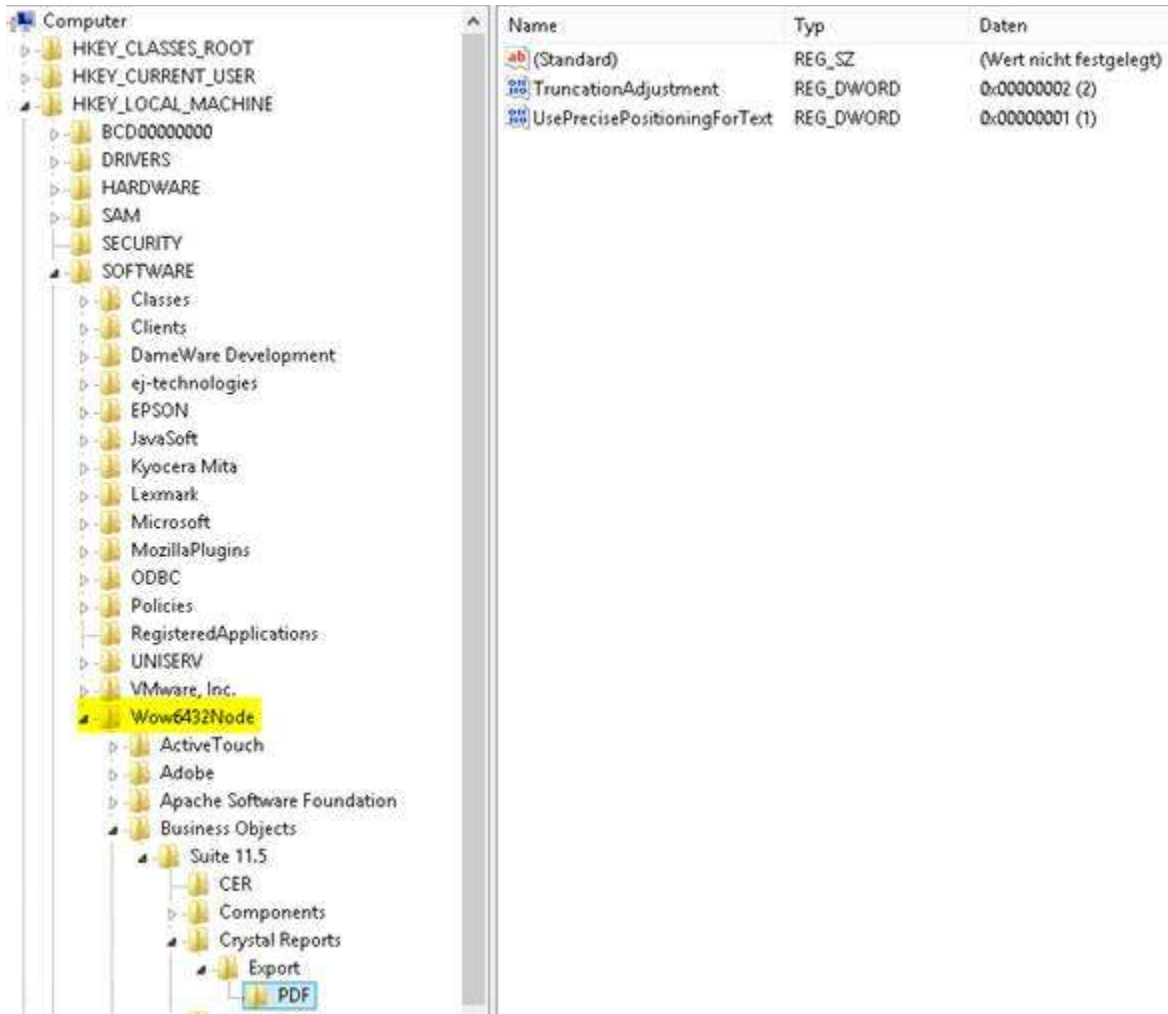 Computer
HKEY_CLASSES_ROOT
HKEY_CURRENT_USER
HKEY_LOCAL_MACHINE
BCD00000000
DRIVERS
HARDWARE
SAM
SECURITY
SOFTWARE
Classes
Clients
DameWare Development
ej-technologies
EPSON
JavaSoft
Kyocera Mita
Lexmark
Microsoft
MozillaPlugins
ODBC
Policies
RegisteredApplications
UNISERV
VMware, Inc.
Wow6432Node
ActiveTouch
Adobe
Apache Software Foundation
Business Objects
Suite 11.5
CER
Components
Crystal Reports
Export
PDF
Name Typ Daten
(Standard) REG_SZ (Wert nicht festgelegt)
TruncationAdjustment REG_DWORD 0x00000002 (2)
UsePrecisePositioningForText REG_DWORD 0x00000001 (1)